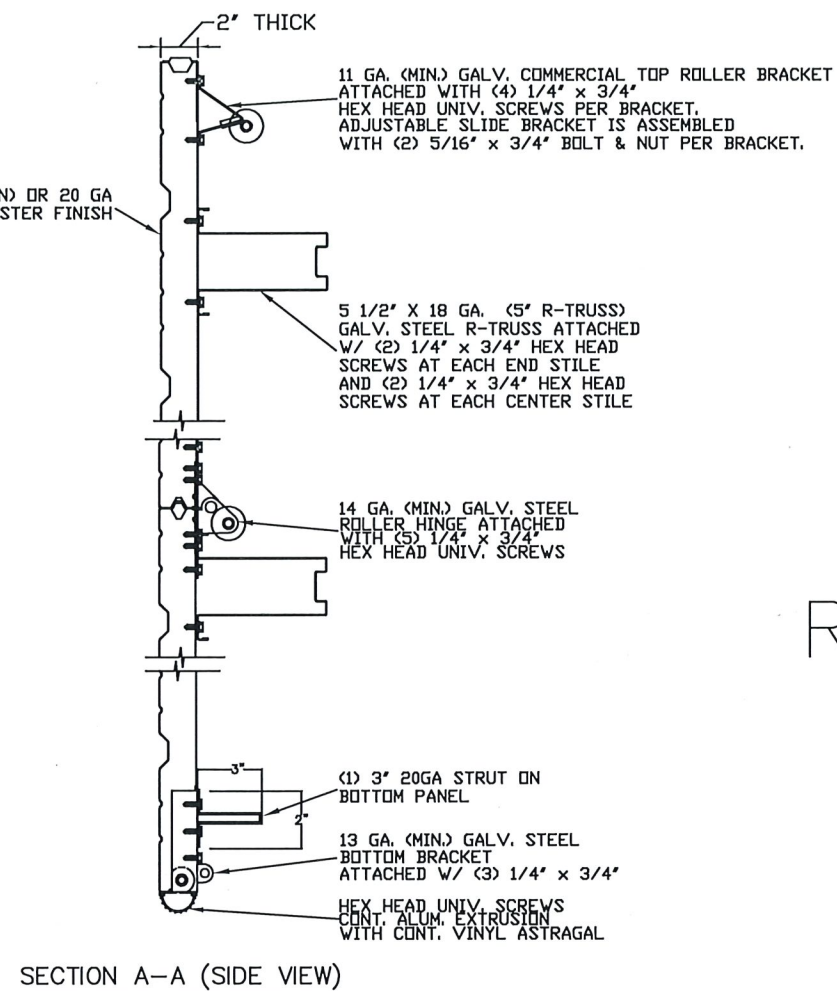 2" THICK
11 GA. (MIN.) GALV. COMMERCIAL TOP ROLLER BRACKET
ATTACHED WITH (4) 1/4" x 3/4"
HEX HEAD UNIV. SCREWS PER BRACKET.
ADJUSTABLE SLIDE BRACKET IS ASSEMBLED
WITH (2) 5/16" x 3/4" BOLT & NUT PER BRACKET.
N) OR 20 GA
STER FINISH
5 1/2" X 18 GA. (5" R-TRUSS)
GALV. STEEL R-TRUSS ATTACHED
W/ (2) 1/4" x 3/4" HEX HEAD
SCREWS AT EACH END STILE
AND (2) 1/4" x 3/4" HEX HEAD
SCREWS AT EACH CENTER STILE
14 GA. (MIN.) GALV. STEEL
ROLLER HINGE ATTACHED
WITH (5) 1/4" x 3/4"
HEX HEAD UNIV. SCREWS
R
3"
2"
(1) 3" 20GA STRUT ON
BOTTOM PANEL
13 GA. (MIN.) GALV. STEEL
BOTTOM BRACKET
ATTACHED W/ (3) 1/4" x 3/4"
HEX HEAD UNIV. SCREWS
CONT. ALUM. EXTRUSION
WITH CONT. VINYL ASTRAGAL
SECTION A-A (SIDE VIEW)